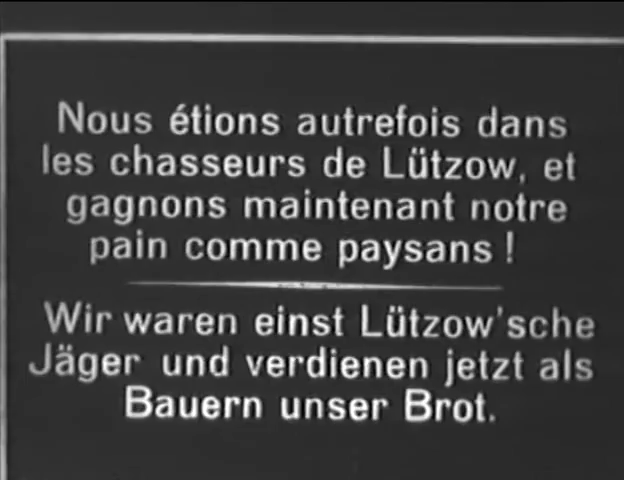 Nous étions autrefois dans
les chasseurs de Lützow, et
gagnons maintenant notre
pain comme paysans !
Wir waren einst Lützow'sche
Jäger und verdienen jetzt als
Bauern unser Brot.